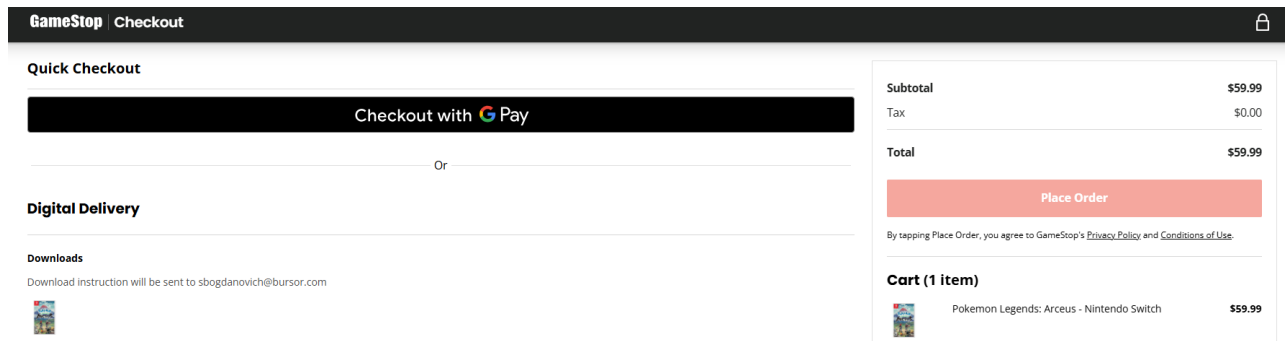 GameStop | Checkout
Quick Checkout
Checkout with G Pay
Or
Digital Delivery
Downloads
Download instruction will be sent to sbogdanovich@bursor.com
Subtotal $59.99
Tax $0.00
Total $59.99
Place Order
By tapping Place Order, you agree to GameStop's Privacy Policy and Conditions of Use.
Cart (1 item)
Pokemon Legends: Arceus - Nintendo Switch $59.99